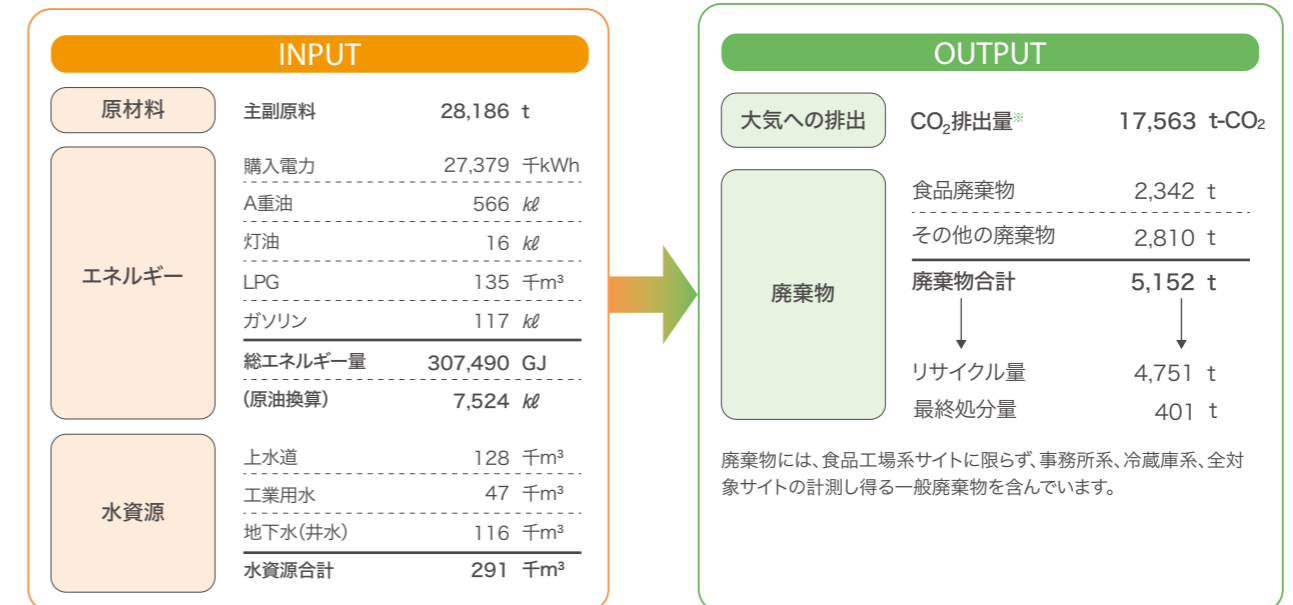 INPUT
原材料
主副原料 28,186 t
エネルギー
購入電力 27,379 千kWh
A重油 566 ㎘
灯油 16 ㎘
LPG 135 千m³
ガソリン 117 ㎘
総エネルギー量 307,490 GJ
(原油換算) 7,524 ㎘
水資源
上水道 128 千m³
工業用水 47 千m³
地下水(井水) 116 千m³
水資源合計 291 千m³
OUTPUT
大気への排出
CO₂排出量※ 17,563 t-CO₂
廃棄物
食品廃棄物 2,342 t
その他の廃棄物 2,810 t
廃棄物合計 5,152 t
リサイクル量 4,751 t
最終処分量 401 t
廃棄物には、食品工場系サイトに限らず、事務所系、冷蔵庫系、全対
象サイトの計測し得る一般廃棄物を含んでいます。